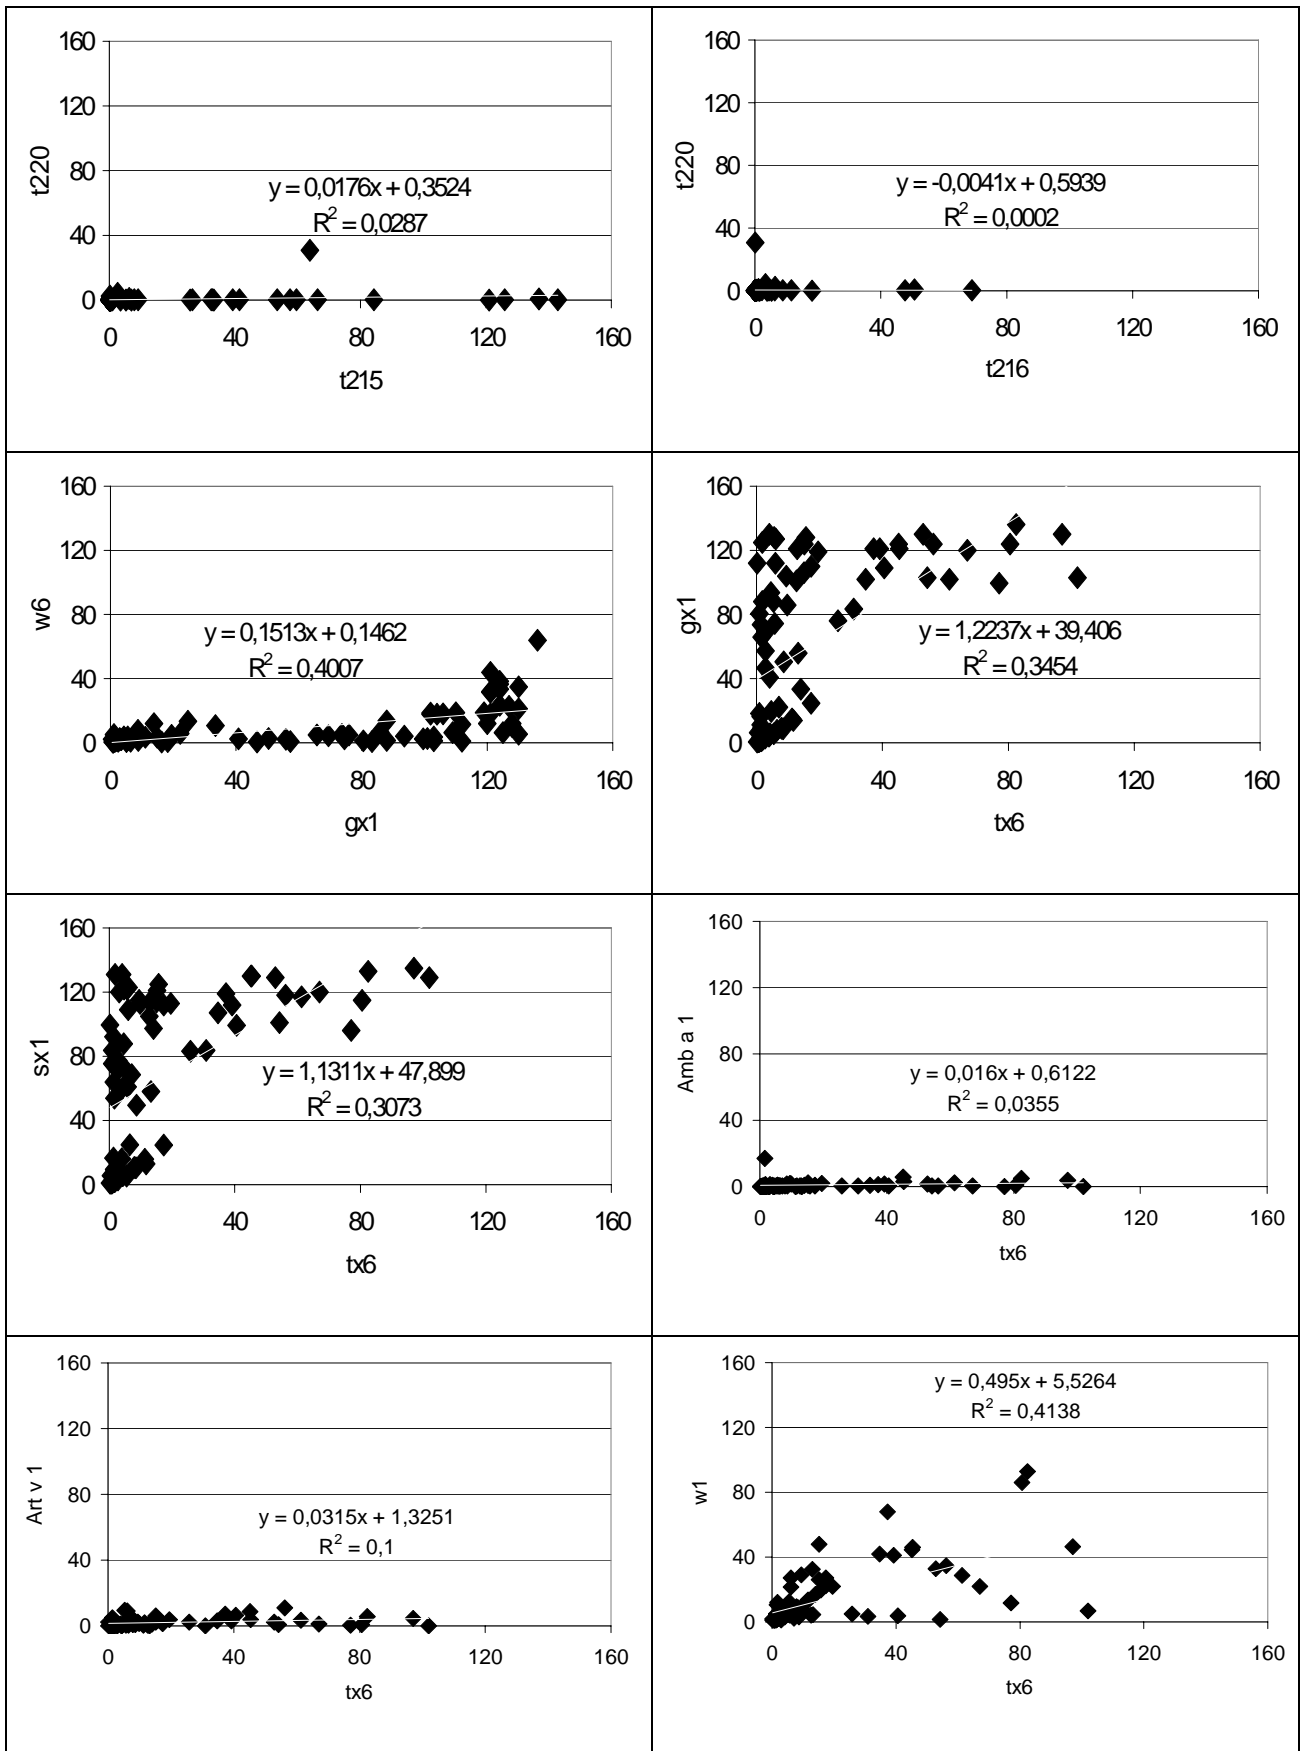 160
120
80
40
0
t220
y = 0,0176x + 0,3524
R² = 0,0287
0 40 80 120 160
t215
160
120
80
40
0
t220
y = -0,0041x + 0,5939
R² = 0,0002
0 40 80 120 160
t216
160
120
80
40
0
w6
y = 0,1513x + 0,1462
R² = 0,4007
0 40 80 120 160
gx1
160
120
80
40
0
gx1
y = 1,2237x + 39,406
R² = 0,3454
0 40 80 120 160
tx6
160
120
80
40
0
sx1
y = 1,1311x + 47,899
R² = 0,3073
0 40 80 120 160
tx6
160
120
80
40
0
Amb a 1
y = 0,016x + 0,6122
R² = 0,0355
0 40 80 120 160
tx6
160
120
80
40
0
Art v 1
y = 0,0315x + 1,3251
R² = 0,1
0 40 80 120 160
tx6
160
120
80
40
0
w1
y = 0,495x + 5,5264
R² = 0,4138
0 40 80 120 160
tx6